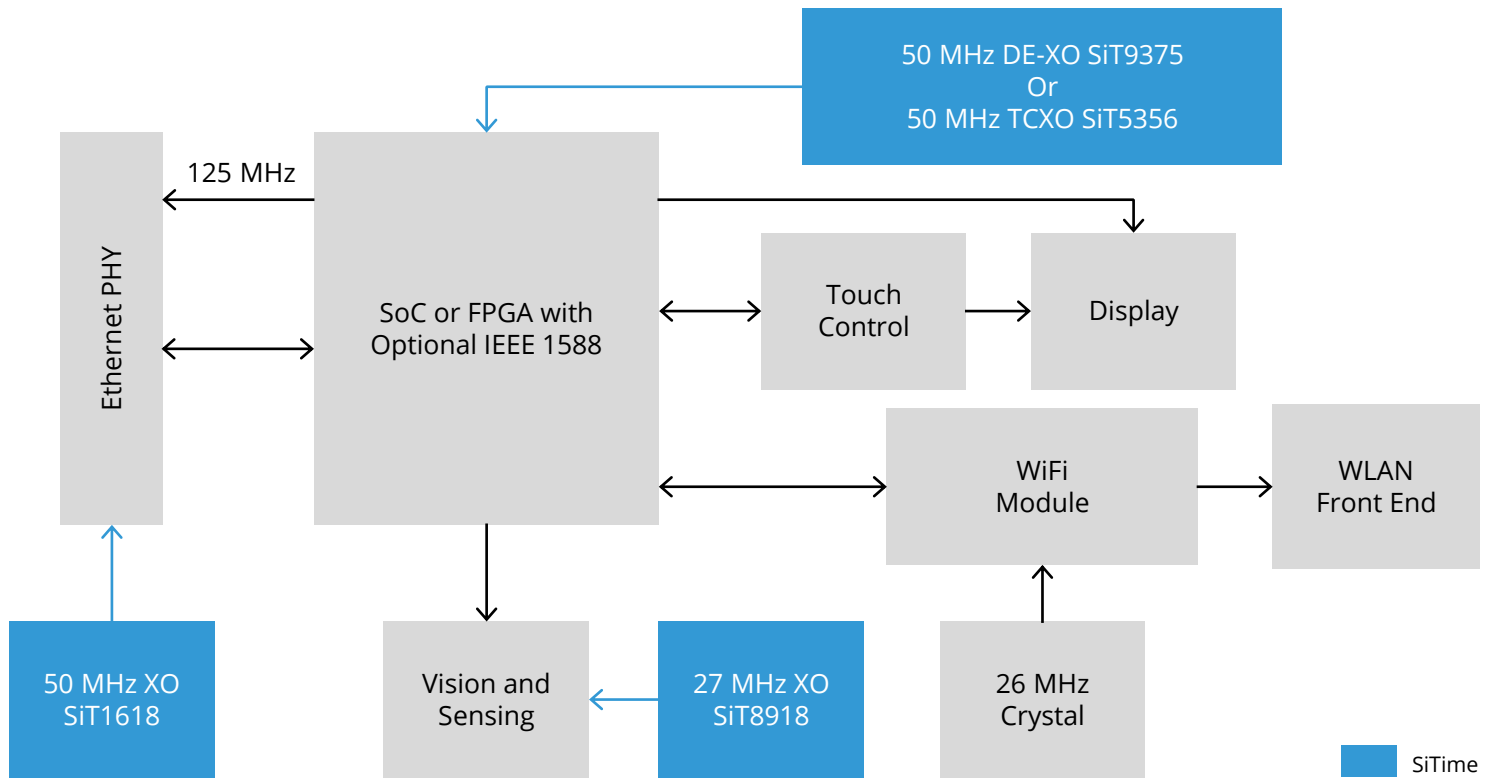 50 MHz DE-XO SiT9375
Or
50 MHz TCXO SiT5356
125 MHz
Ethernet PHY
SoC or FPGA with
Optional IEEE 1588
Touch
Control
Display
WiFi
Module
WLAN
Front End
50 MHz XO
SiT1618
Vision and
Sensing
27 MHz XO
SiT8918
26 MHz
Crystal
SiTime